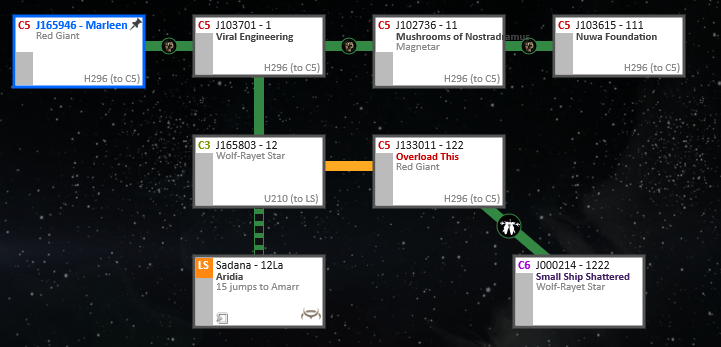 C5 J165946 - Marleen
Red Giant
H296 (to C5)
C5 J103701 - 1
Viral Engineering
H296 (to C5)
C5 J102736 - 11
Mushrooms of Nostradamus
Magnetar
H296 (to C5)
C5 J103615 - 111
Nuwa Foundation
H296 (to C5)
C3 J165803 - 12
Wolf-Rayet Star
U210 (to LS)
C5 J133011 - 122
Overload This
Red Giant
H296 (to C5)
LS Sadana - 12La
Aridia
15 jumps to Amarr
C6 J000214 - 1222
Small Ship Shattered
Wolf-Rayet Star